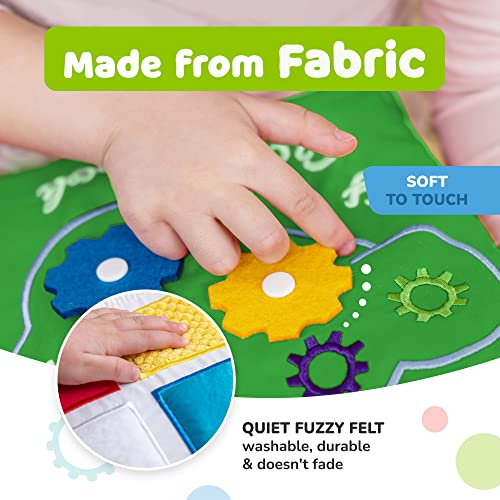 Made from Fabric
SOFT
TO TOUCH
QUIET FUZZY FELT
washable, durable
& doesn't fade